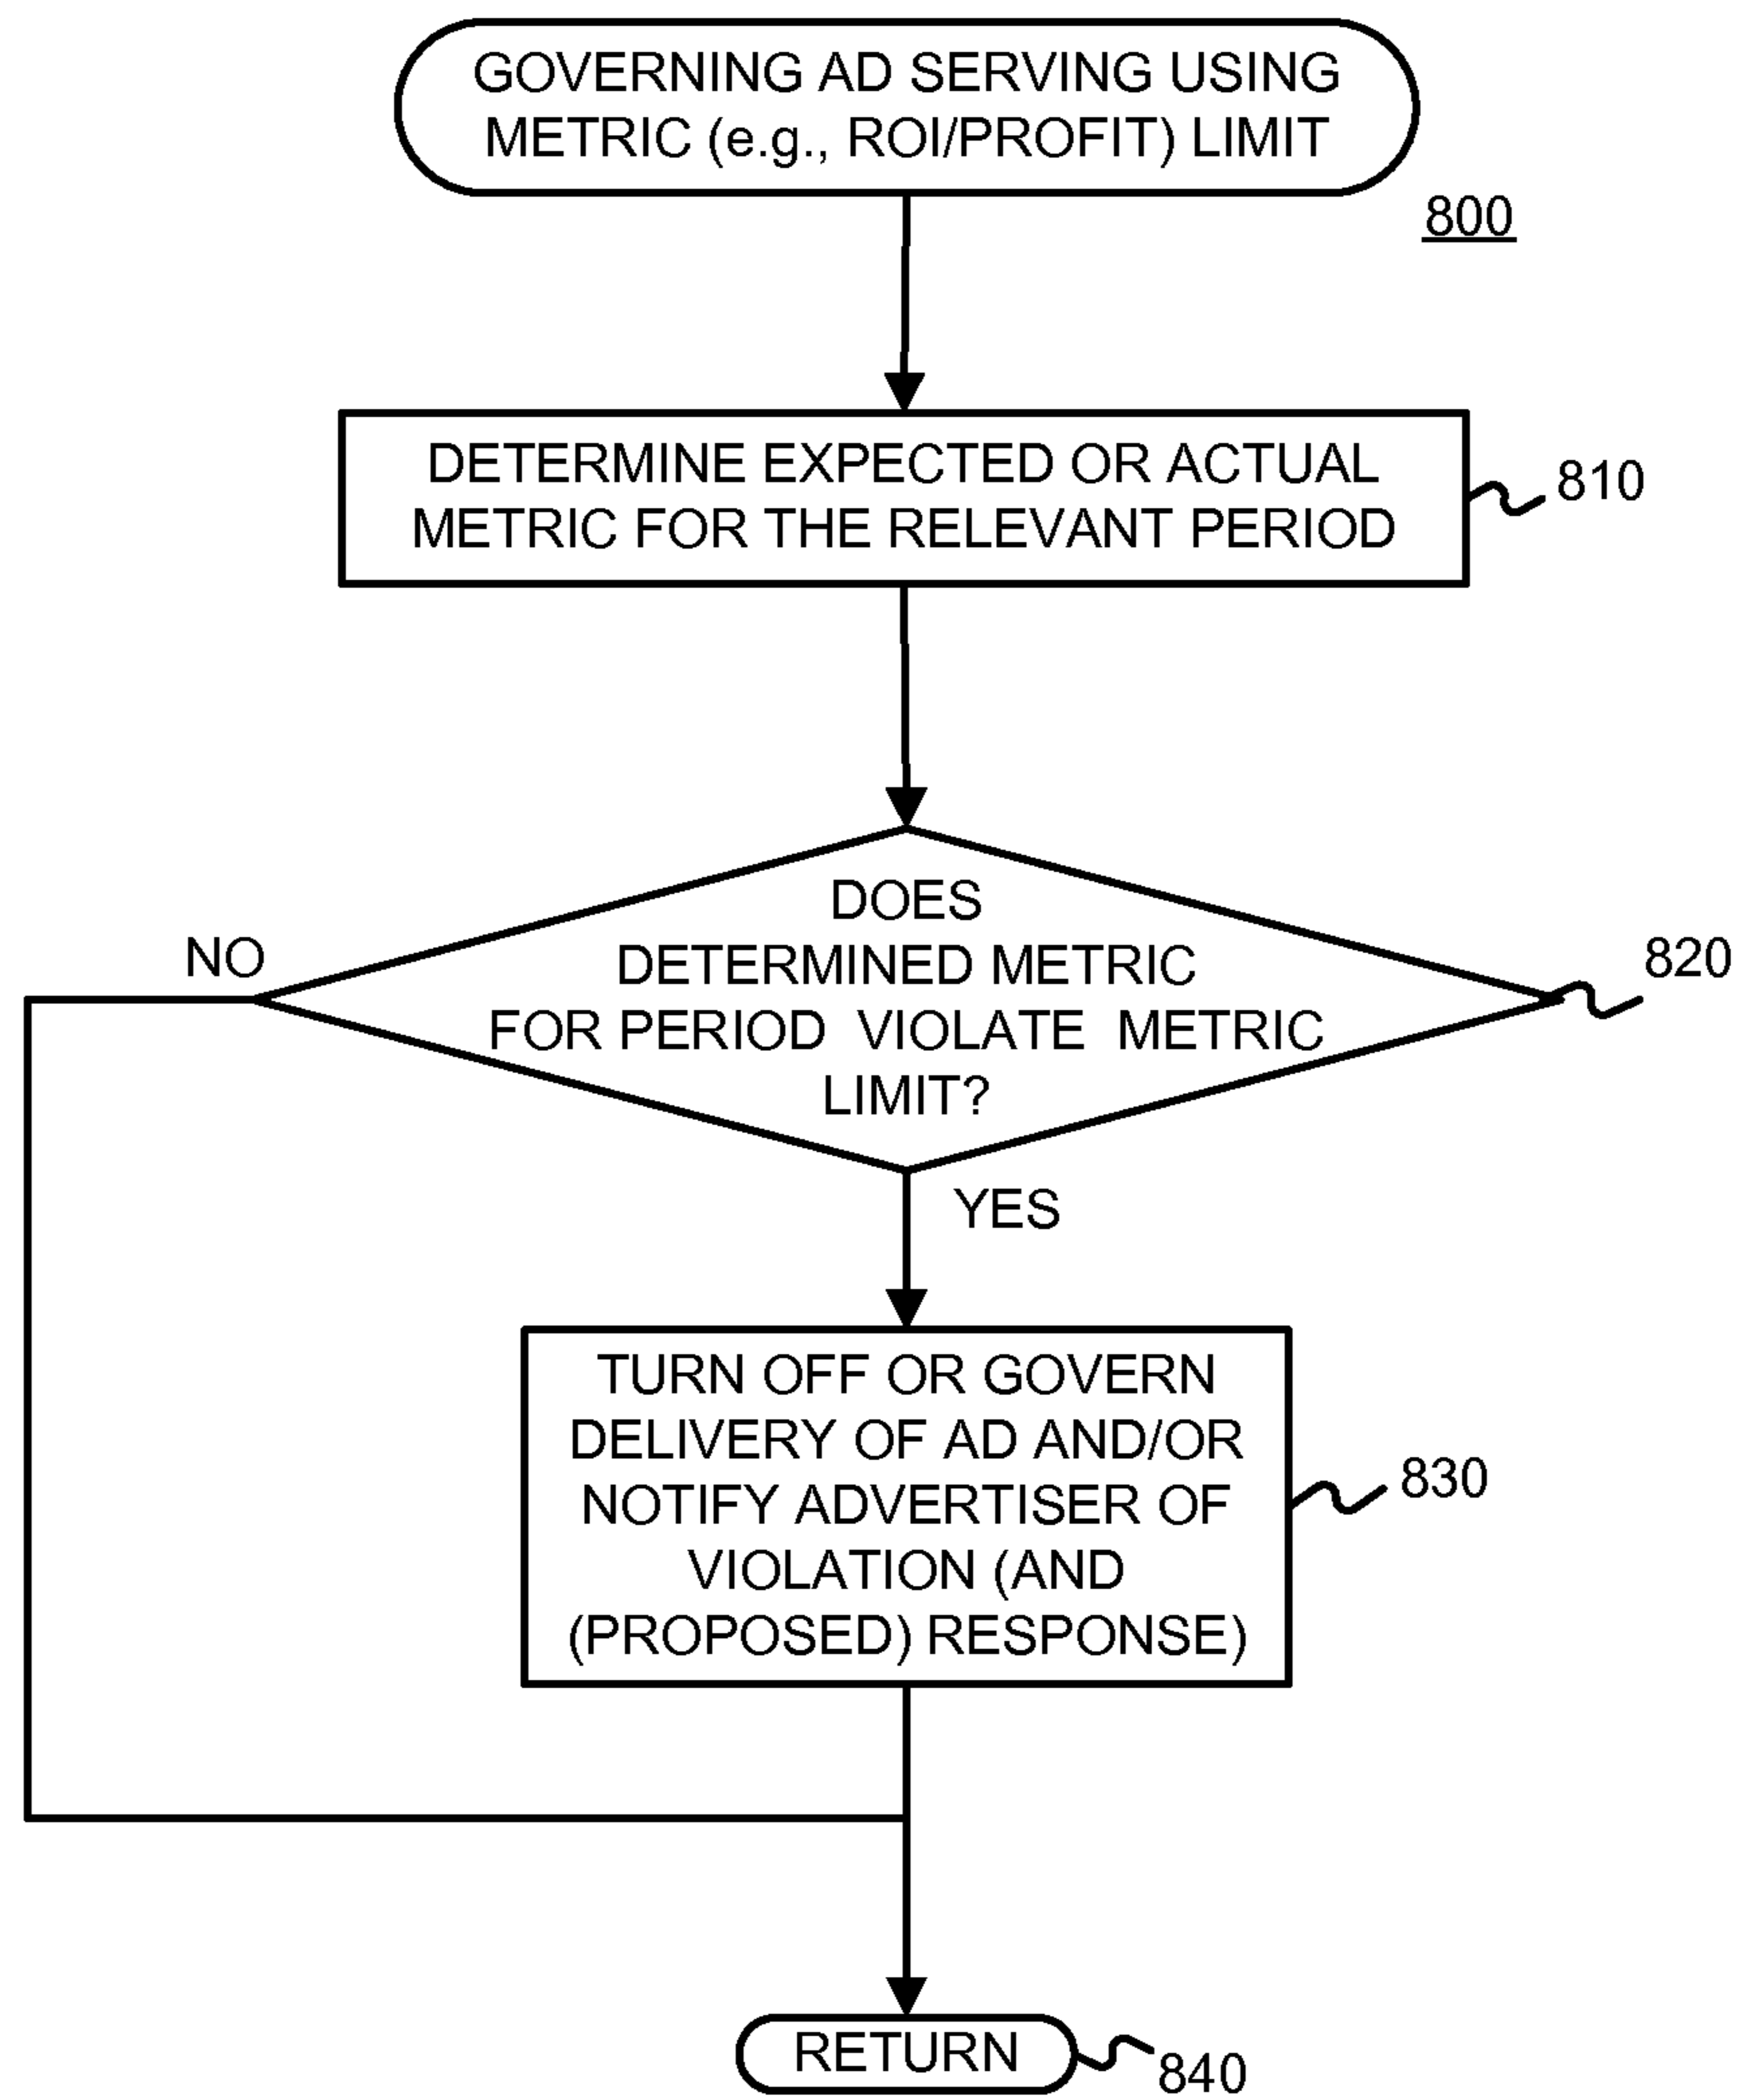 GOVERNING AD SERVING USING
METRIC (e.g., ROI/PROFIT) LIMIT
800
DETERMINE EXPECTED OR ACTUAL
METRIC FOR THE RELEVANT PERIOD
810
DOES
DETERMINED METRIC
FOR PERIOD VIOLATE METRIC
LIMIT?
NO
820
YES
TURN OFF OR GOVERN
DELIVERY OF AD AND/OR
NOTIFY ADVERTISER OF
VIOLATION (AND
(PROPOSED) RESPONSE)
830
RETURN
840